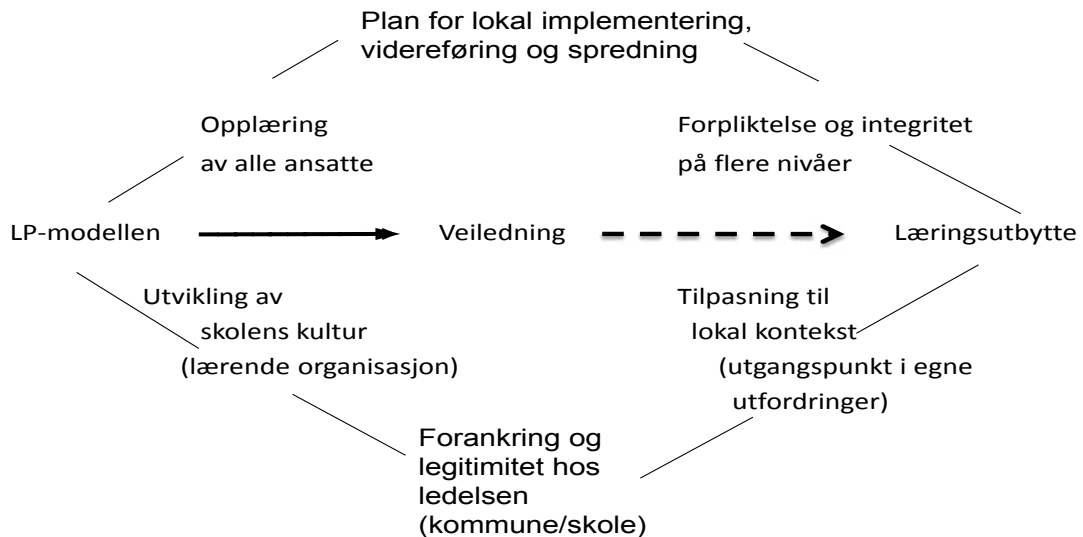 Plan for lokal implementering,
videreføring og spredning
Opplæring
av alle ansatte
Forpliktelse og integritet
på flere nivåer
LP-modellen
Veiledning
Læringsutbytte
Utvikling av
skolens kultur
(lærende organisasjon)
Tilpasning til
lokal kontekst
(utgangspunkt i egne
utfordringer)
Forankring og
legitimitet hos
ledelsen
(kommune/skole)